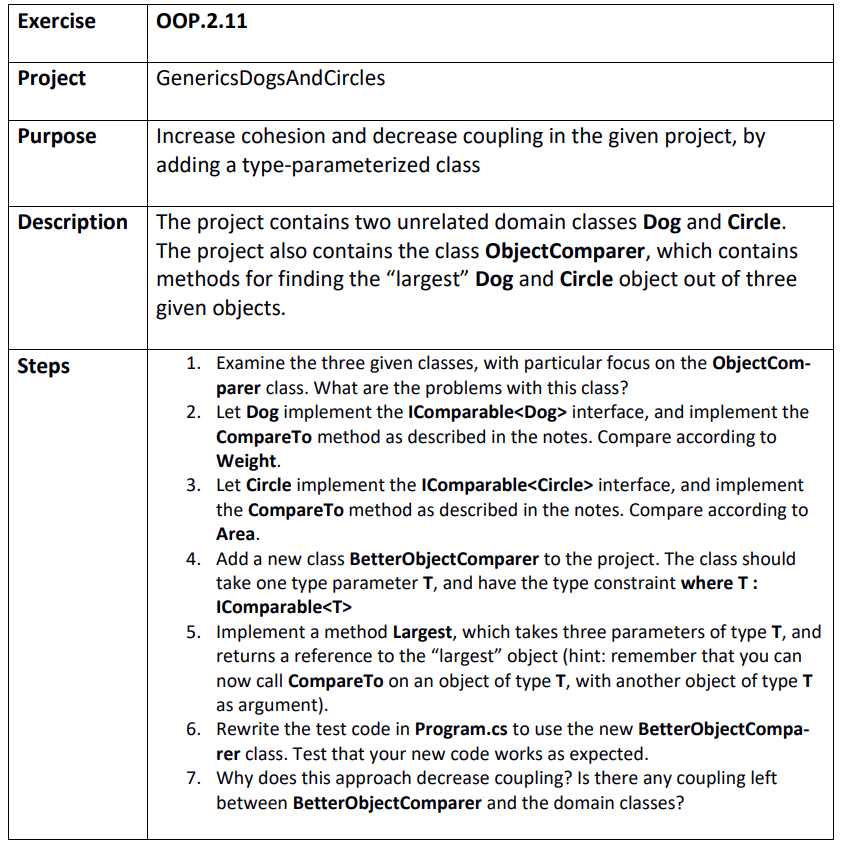 Exercise OOP.2.11
Project GenericsDogsAndCircles
Purpose Increase cohesion and decrease coupling in the given project, by
adding a type-parameterized class
Description The project contains two unrelated domain classes Dog and Circle.
The project also contains the class ObjectComparer, which contains
methods for finding the “largest” Dog and Circle object out of three
given objects.
Steps 1. Examine the three given classes, with particular focus on the ObjectCom-
parer class. What are the problems with this class?
2. Let Dog implement the IComparable<Dog> interface, and implement the
CompareTo method as described in the notes. Compare according to
Weight.
3. Let Circle implement the IComparable<Circle> interface, and implement
the CompareTo method as described in the notes. Compare according to
Area.
4. Add a new class BetterObjectComparer to the project. The class should
take one type parameter T, and have the type constraint where T :
IComparable<T>
5. Implement a method Largest, which takes three parameters of type T, and
returns a reference to the “largest” object (hint: remember that you can
now call CompareTo on an object of type T, with another object of type T
as argument).
6. Rewrite the test code in Program.cs to use the new BetterObjectCompa-
rer class. Test that your new code works as expected.
7. Why does this approach decrease coupling? Is there any coupling left
between BetterObjectComparer and the domain classes?